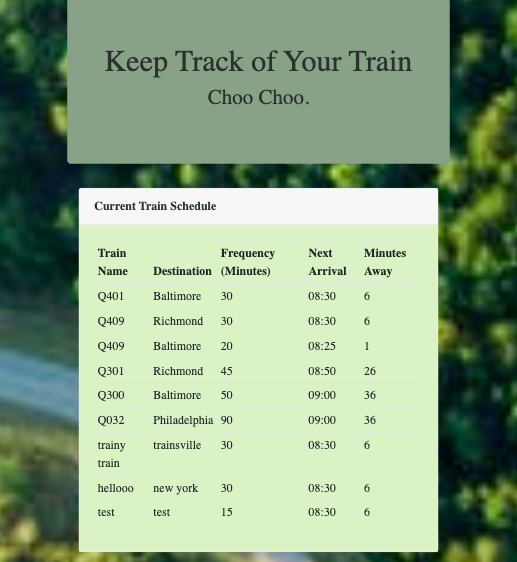 Keep Track of Your Train
Choo Choo.
Current Train Schedule
Train Name Destination Frequency (Minutes) Next Arrival Minutes Away
Q401 Baltimore 30 08:30 6
Q409 Richmond 30 08:30 6
Q409 Baltimore 20 08:25 1
Q301 Richmond 45 08:50 26
Q300 Baltimore 50 09:00 36
Q032 Philadelphia 90 09:00 36
trainy train trainsville 30 08:30 6
hellooo new york 30 08:30 6
test test 15 08:30 6